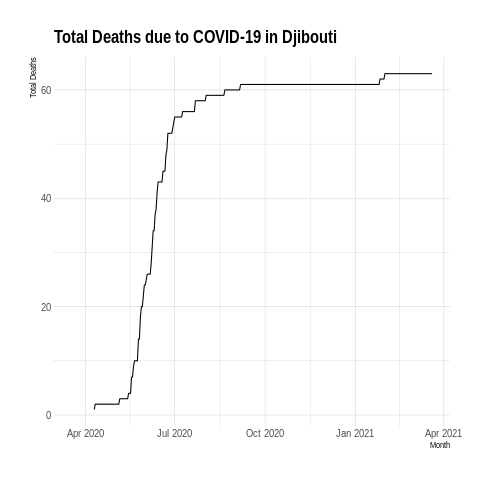 Total Deaths due to COVID-19 in Djibouti
Total Deaths
60
40
20
0
Apr 2020 Jul 2020 Oct 2020 Jan 2021 Apr 2021
Month